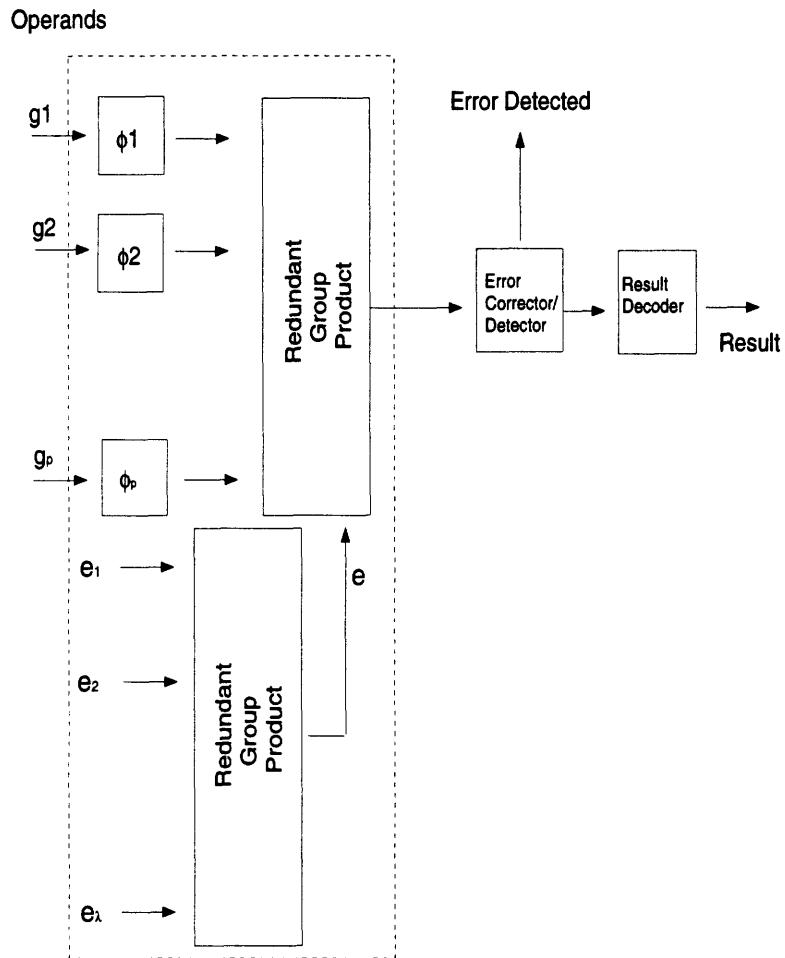 Operands
g1
ϕ1
g2
ϕ2
gₚ
ϕₚ
Redundant
Group
Product
Error Detected
Error
Corrector/
Detector
Result
Decoder
Result
e₁
e₂
e_λ
Redundant
Group
Product
e